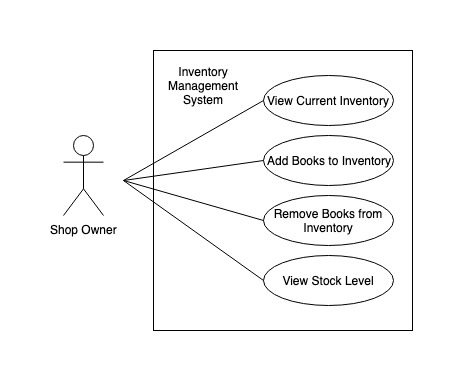 Inventory
Management
System
View Current Inventory
Add Books to Inventory
Remove Books from
Inventory
View Stock Level
Shop Owner